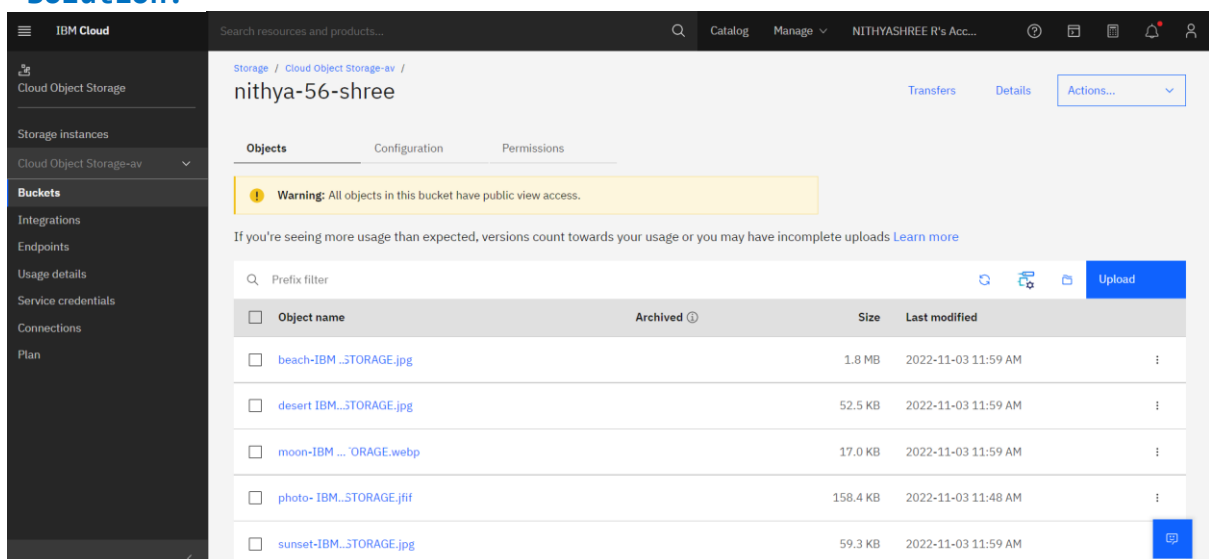 Solution:
IBM Cloud
Search resources and products...
Catalog
Manage
NITHYASHREE R's Acc...
Cloud Object Storage
Storage instances
Cloud Object Storage-av
Buckets
Integrations
Endpoints
Usage details
Service credentials
Connections
Plan
Storage / Cloud Object Storage-av /
nithya-56-shree
Transfers Details Actions...
Objects Configuration Permissions
Warning: All objects in this bucket have public view access.
If you're seeing more usage than expected, versions count towards your usage or you may have incomplete uploads Learn more
Prefix filter
Upload
Object name Archived Size Last modified
beach-IBM ..STORAGE.jpg 1.8 MB 2022-11-03 11:59 AM
desert IBM...STORAGE.jpg 52.5 KB 2022-11-03 11:59 AM
moon-IBM ... ORAGE.webp 17.0 KB 2022-11-03 11:59 AM
photo- IBM..STORAGE.jfif 158.4 KB 2022-11-03 11:48 AM
sunset-IBM..STORAGE.jpg 59.3 KB 2022-11-03 11:59 AM